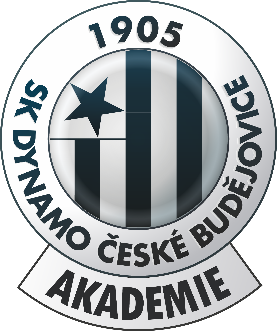 1905
SK DYNAMO ČESKÉ BUDĚJOVICE
AKADEMIE